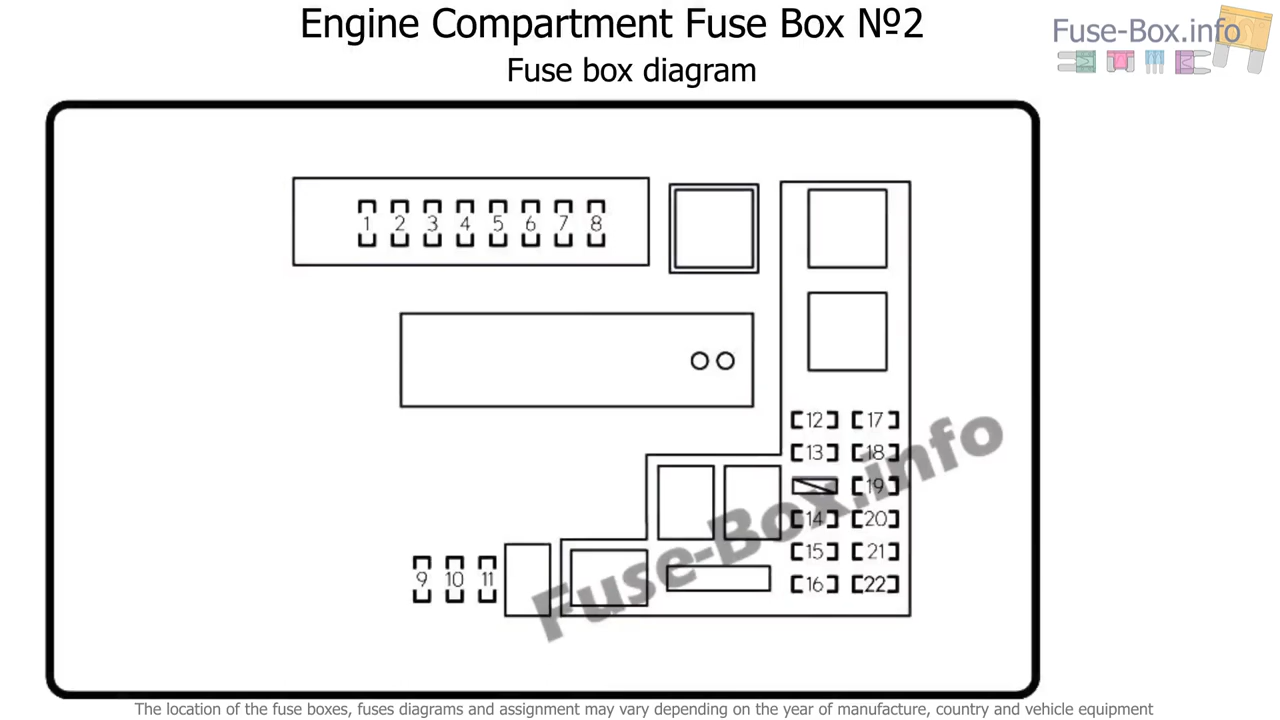 Engine Compartment Fuse Box №2
Fuse box diagram
Fuse-Box.info
1 2 3 4 5 6 7 8
12 17
13 18
19
14 20
15 21
16 22
9 10 11
Fuse-Box.info
The location of the fuse boxes, fuses diagrams and assignment may vary depending on the year of manufacture, country and vehicle equipment